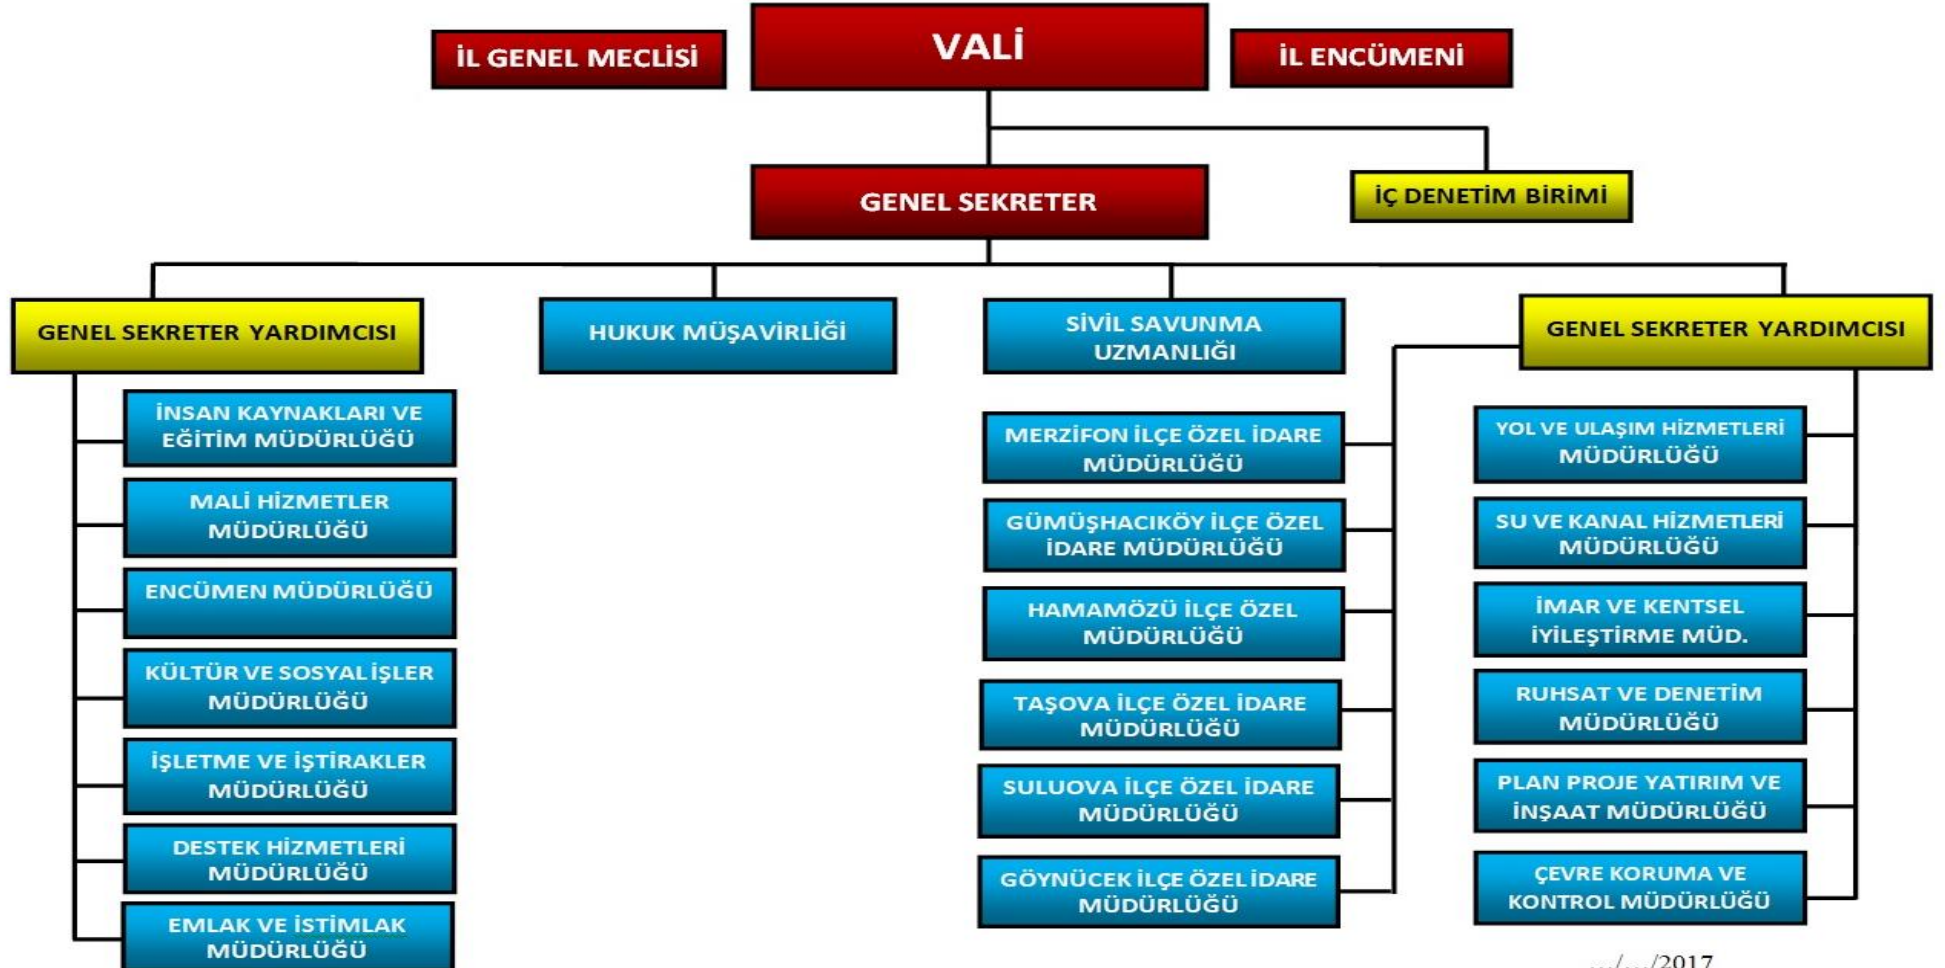 İL GENEL MECLİSİ
VALİ
İL ENCÜMENİ
GENEL SEKRETER
İÇ DENETİM BİRİMİ
GENEL SEKRETER YARDIMCISI
HUKUK MÜŞAVİRLİĞİ
SİVİL SAVUNMA
UZMANLIĞI
GENEL SEKRETER YARDIMCISI
İNSAN KAYNAKLARI VE
EĞİTİM MÜDÜRLÜĞÜ
MALİ HİZMETLER
MÜDÜRLÜĞÜ
ENCÜMEN MÜDÜRLÜĞÜ
KÜLTÜR VE SOSYAL İŞLER
MÜDÜRLÜĞÜ
İŞLETME VE İŞTİRAKLER
MÜDÜRLÜĞÜ
DESTEK HİZMETLERİ
MÜDÜRLÜĞÜ
EMLAK VE İSTİMLAK
MÜDÜRLÜĞÜ
MERZİFON İLÇE ÖZEL İDARE
MÜDÜRLÜĞÜ
GÜMÜŞHACIKÖY İLÇE ÖZEL
İDARE MÜDÜRLÜĞÜ
HAMAMÖZÜ İLÇE ÖZEL
MÜDÜRLÜĞÜ
TAŞOVA İLÇE ÖZEL İDARE
MÜDÜRLÜĞÜ
SULUOVA İLÇE ÖZEL İDARE
MÜDÜRLÜĞÜ
GÖYNÜCEK İLÇE ÖZEL İDARE
MÜDÜRLÜĞÜ
YOL VE ULAŞIM HİZMETLERİ
MÜDÜRLÜĞÜ
SU VE KANAL HİZMETLERİ
MÜDÜRLÜĞÜ
İMAR VE KENTSEL
İYİLEŞTİRME MÜD.
RUHSAT VE DENETİM
MÜDÜRLÜĞÜ
PLAN PROJE YATIRIM VE
İNŞAAT MÜDÜRLÜĞÜ
ÇEVRE KORUMA VE
KONTROL MÜDÜRLÜĞÜ
…/…/2017